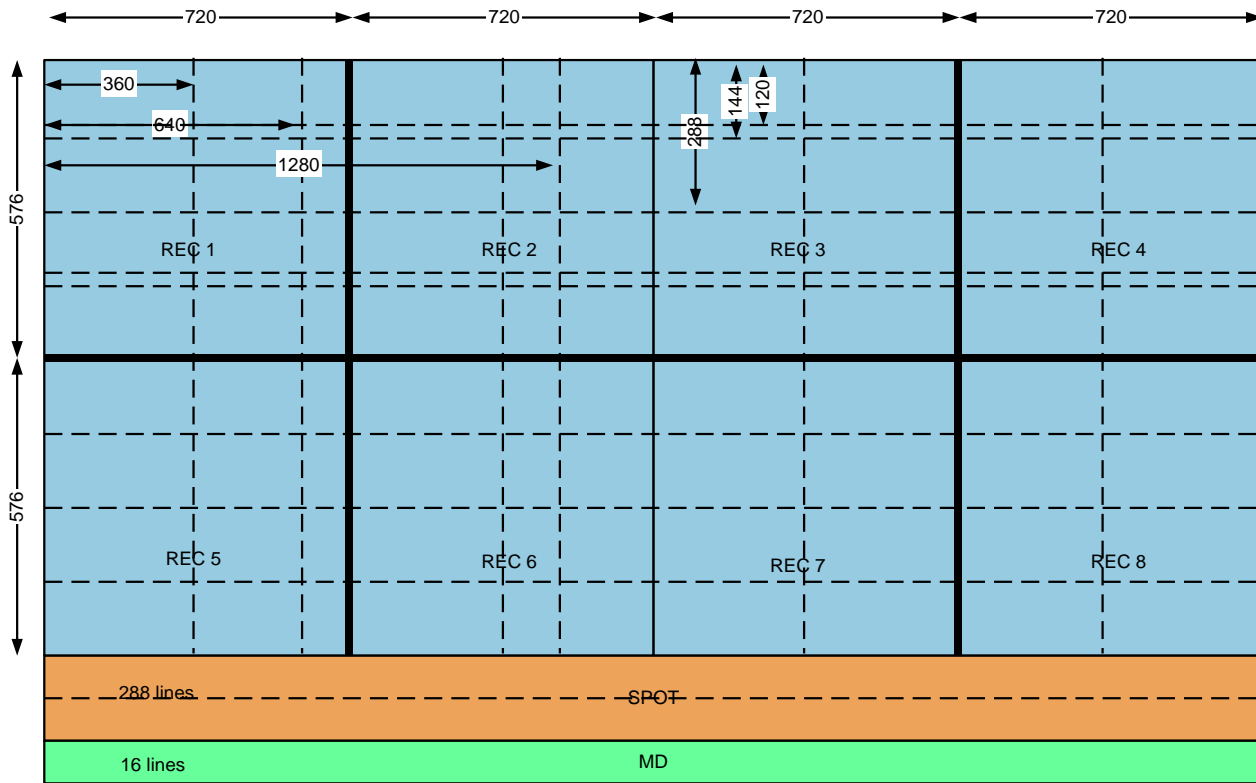 720 720 720 720
360
640
1280
288
144
120
576
REC 1 REC 2 REC 3 REC 4
576
REC 5 REC 6 REC 7 REC 8
288 lines SPOT
16 lines MD